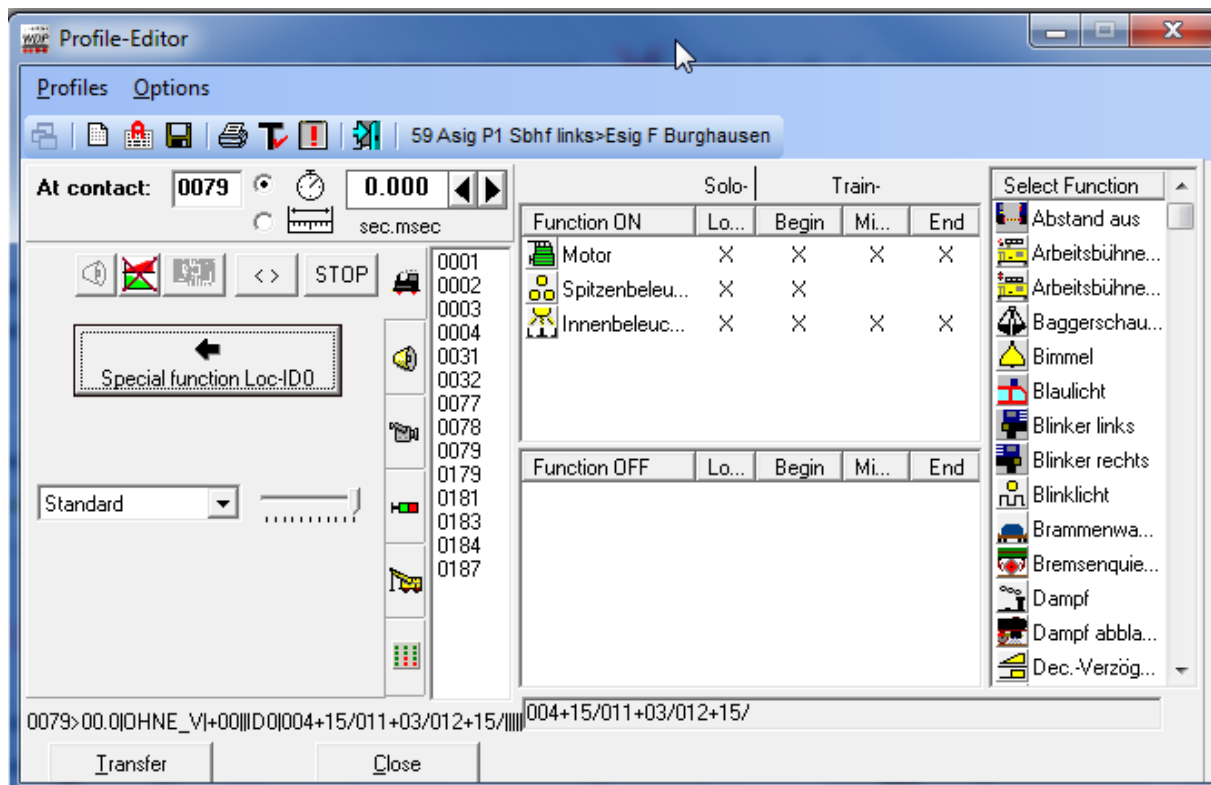 WDP Profile-Editor
Profiles Options
59 Asig P1 Sbhf links>Esig F Burghausen
At contact: 0079 0.000
sec.msec
< > STOP
Special function Loc-ID0
Standard
0001
0002
0003
0004
0031
0032
0077
0078
0079
0179
0181
0183
0184
0187
Solo- Train-
Function ON Lo... Begin Mi... End
Motor X X X X
Spitzenbeleu... X X
Innenbeleuc... X X X X
Function OFF Lo... Begin Mi... End
Select Function
Abstand aus
Arbeitsbühne...
Arbeitsbühne...
Baggerschau...
Bimmel
Blaulicht
Blinker links
Blinker rechts
Blinklicht
Brammenwa...
Bremsenquie...
Dampf
Dampf abbla...
Dec.-Verzög...
0079>00.0|OHNE_V|+00|||ID0|004+15/011+03/012+15/|||||
004+15/011+03/012+15/
Transfer Close